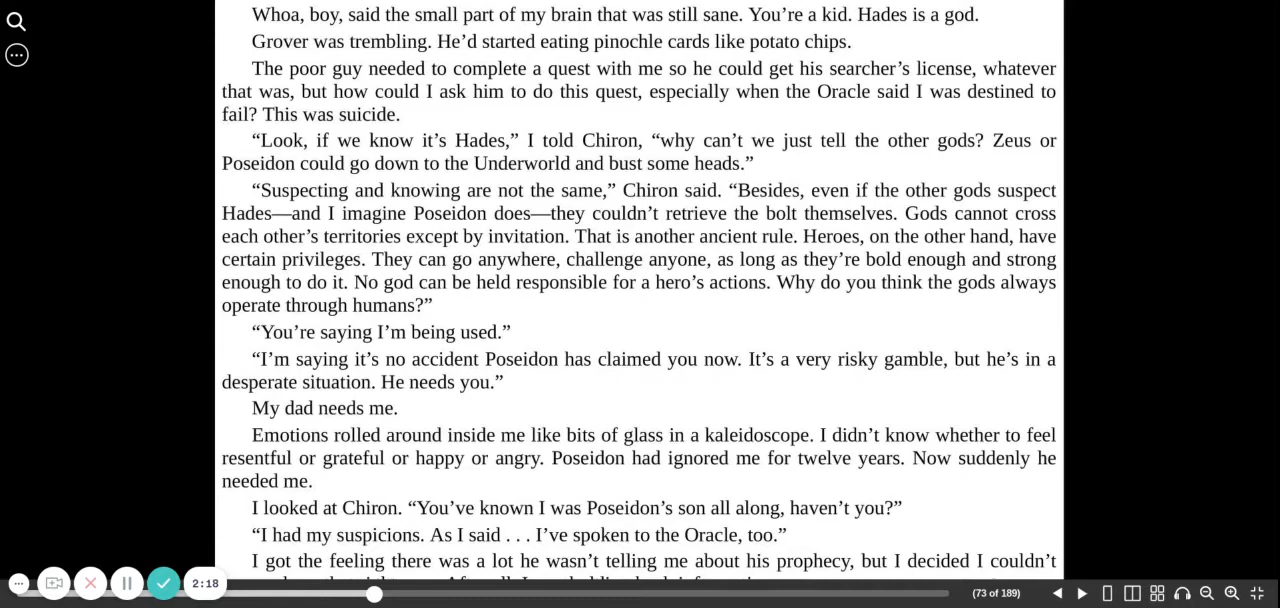 Whoa, boy, said the small part of my brain that was still sane. You’re a kid. Hades is a god.
Grover was trembling. He’d started eating pinochle cards like potato chips.
The poor guy needed to complete a quest with me so he could get his searcher’s license, whatever
that was, but how could I ask him to do this quest, especially when the Oracle said I was destined to
fail? This was suicide.
“Look, if we know it’s Hades,” I told Chiron, “why can’t we just tell the other gods? Zeus or
Poseidon could go down to the Underworld and bust some heads.”
“Suspecting and knowing are not the same,” Chiron said. “Besides, even if the other gods suspect
Hades—and I imagine Poseidon does—they couldn’t retrieve the bolt themselves. Gods cannot cross
each other’s territories except by invitation. That is another ancient rule. Heroes, on the other hand, have
certain privileges. They can go anywhere, challenge anyone, as long as they’re bold enough and strong
enough to do it. No god can be held responsible for a hero’s actions. Why do you think the gods always
operate through humans?”
“You’re saying I’m being used.”
“I’m saying it’s no accident Poseidon has claimed you now. It’s a very risky gamble, but he’s in a
desperate situation. He needs you.”
My dad needs me.
Emotions rolled around inside me like bits of glass in a kaleidoscope. I didn’t know whether to feel
resentful or grateful or happy or angry. Poseidon had ignored me for twelve years. Now suddenly he
needed me.
I looked at Chiron. “You’ve known I was Poseidon’s son all along, haven’t you?”
“I had my suspicions. As I said . . . I’ve spoken to the Oracle, too.”
I got the feeling there was a lot he wasn’t telling me about his prophecy, but I decided I couldn’t
2:18
(73 of 189)